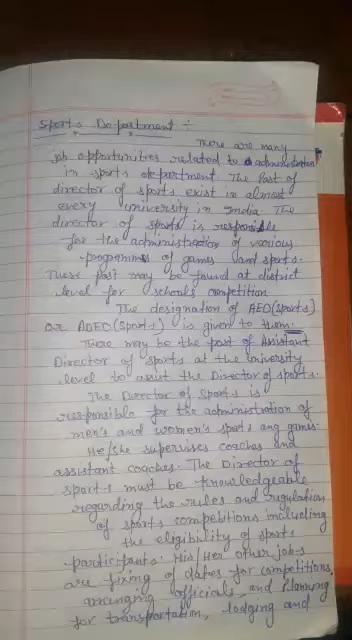 Sports Department :-
There are many
job opportunities related to administration
in sports department. The Post of
director of sports exist in almost
every university in India. The
director of sports is responsible
for the administration of various
programmes of games and sports.
These post may be found at district
level for schools competition.
The designation of AEO (sports)
or ADEO (sports) is given to them.
There may be the post of Assistant
Director of sports at the university
level to assist the Director of sports.
The Director of Sports is
responsible for the administration of
men's and women's sports ang games.
He/she supervises coaches and
assistant coaches. The Director of
sports must be knowledgeable
regarding the rules and regulation
of sports competitions including
the eligibility of sports
participants. His/Her other jobs
are fixing of dates for competitions,
arranging officials, and planning
for transportation, lodging and